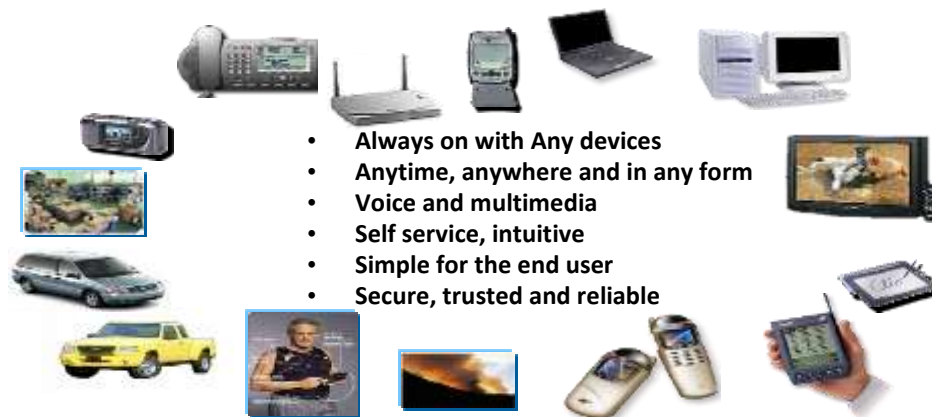 • Always on with Any devices
• Anytime, anywhere and in any form
• Voice and multimedia
• Self service, intuitive
• Simple for the end user
• Secure, trusted and reliable